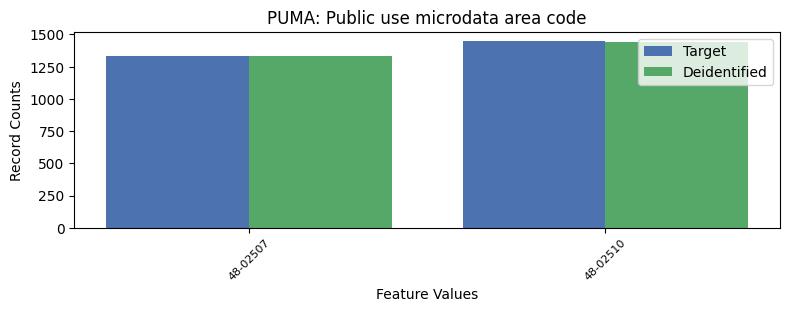 PUMA: Public use microdata area code
Target
Deidentified
Record Counts
1500
1250
1000
750
500
250
0
48-02507
48-02510
Feature Values